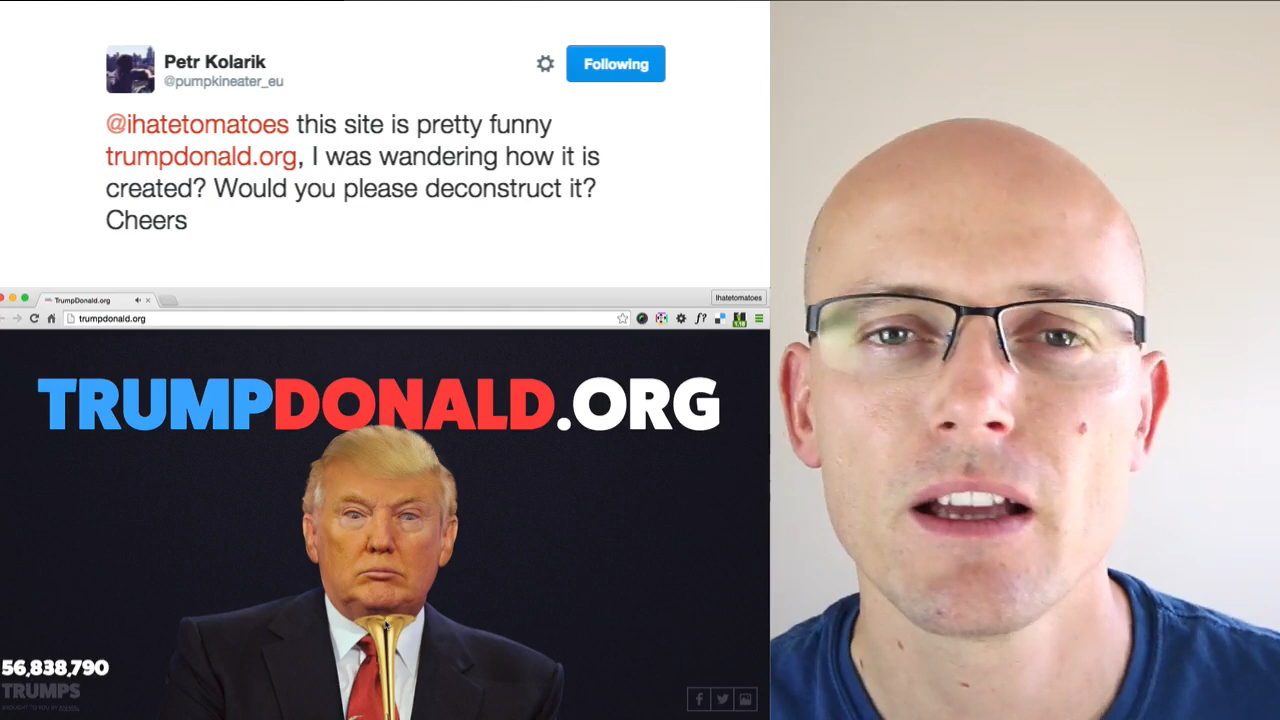 Petr Kolarik
@pumpkineater_eu
Following
@ihatetomatoes this site is pretty funny
trumpdonald.org, I was wandering how it is
created? Would you please deconstruct it?
Cheers
TrumpDonald.org
Ihatetomatoes
trumpdonald.org
f?
TRUMPDONALD.ORG
56,838,790
TRUMPS